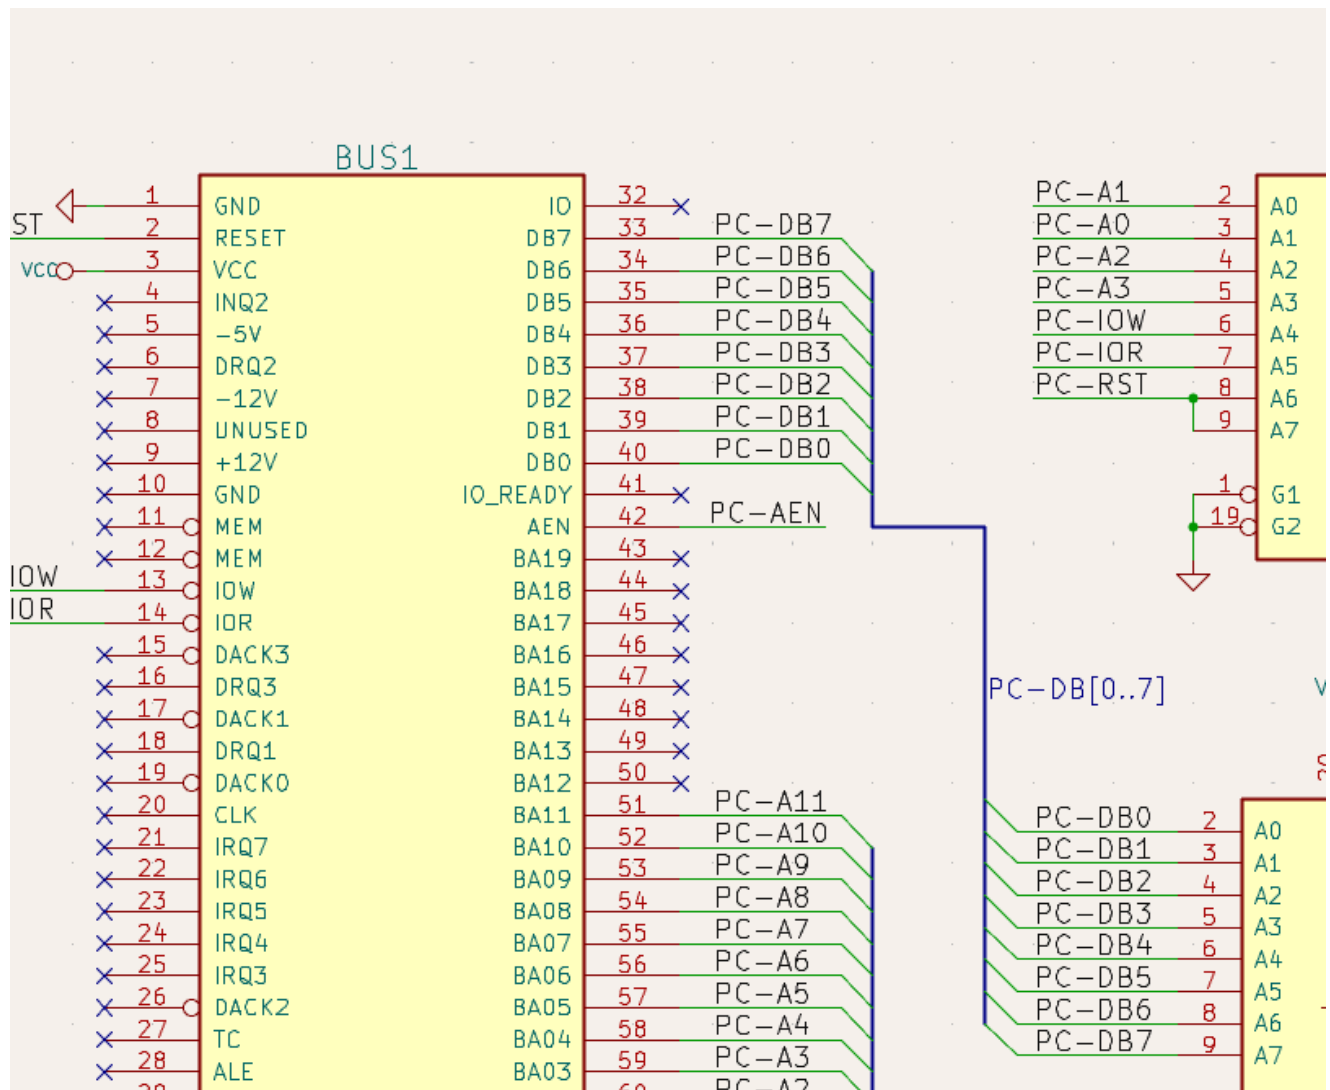 BUS1
1 GND IO 32
ST 2 RESET DB7 33 PC-DB7
VCC 3 VCC DB6 34 PC-DB6
4 INQ2 DB5 35 PC-DB5
5 -5V DB4 36 PC-DB4
6 DRQ2 DB3 37 PC-DB3
7 -12V DB2 38 PC-DB2
8 UNUSED DB1 39 PC-DB1
9 +12V DB0 40 PC-DB0
10 GND IO_READY 41
11 MEM AEN 42 PC-AEN
12 MEM BA19 43
IOW 13 IOW BA18 44
IOR 14 IOR BA17 45
15 DACK3 BA16 46
16 DRQ3 BA15 47
17 DACK1 BA14 48
18 DRQ1 BA13 49
19 DACK0 BA12 50
20 CLK BA11 51 PC-A11
21 IRQ7 BA10 52 PC-A10
22 IRQ6 BA09 53 PC-A9
23 IRQ5 BA08 54 PC-A8
24 IRQ4 BA07 55 PC-A7
25 IRQ3 BA06 56 PC-A6
26 DACK2 BA05 57 PC-A5
27 TC BA04 58 PC-A4
28 ALE BA03 59 PC-A3
PC-A1 2 A0
PC-A0 3 A1
PC-A2 4 A2
PC-A3 5 A3
PC-IOW 6 A4
PC-IOR 7 A5
PC-RST 8 A6
9 A7
1 G1
19 G2
PC-DB[0..7]
PC-DB0 2 A0
PC-DB1 3 A1
PC-DB2 4 A2
PC-DB3 5 A3
PC-DB4 6 A4
PC-DB5 7 A5
PC-DB6 8 A6
PC-DB7 9 A7